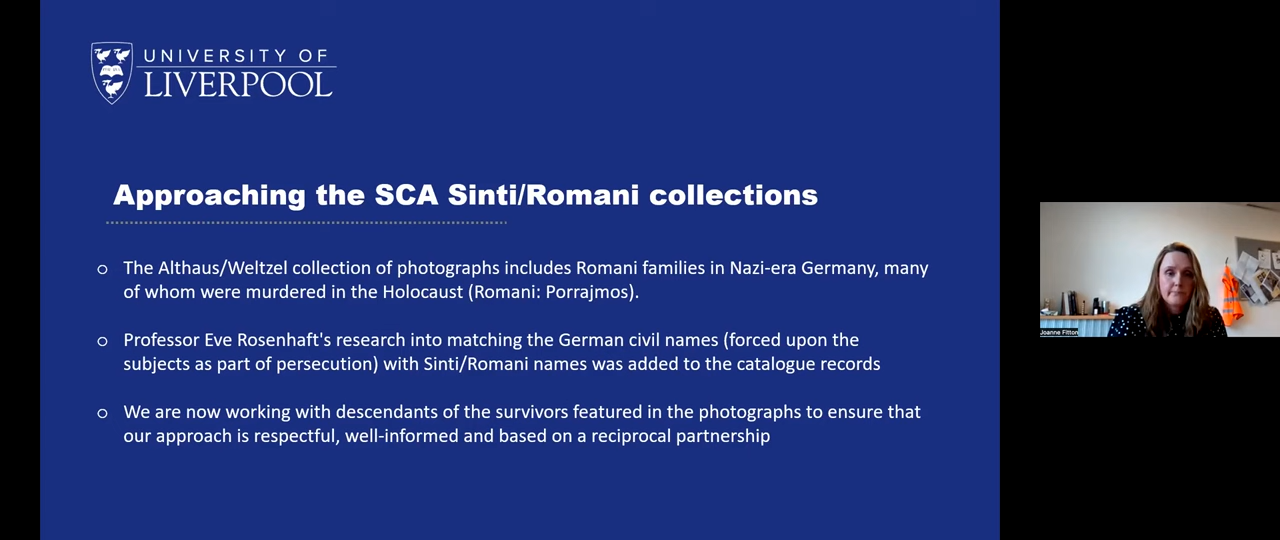 UNIVERSITY OF
LIVERPOOL
Approaching the SCA Sinti/Romani collections
The Althaus/Weltzel collection of photographs includes Romani families in Nazi-era Germany, many
of whom were murdered in the Holocaust (Romani: Porrajmos).
Professor Eve Rosenhaft's research into matching the German civil names (forced upon the
subjects as part of persecution) with Sinti/Romani names was added to the catalogue records
We are now working with descendants of the survivors featured in the photographs to ensure that
our approach is respectful, well-informed and based on a reciprocal partnership
Joanne Fitton